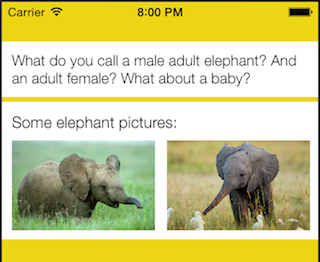 Carrier 8:00 PM
What do you call a male adult elephant? And
an adult female? What about a baby?
Some elephant pictures: